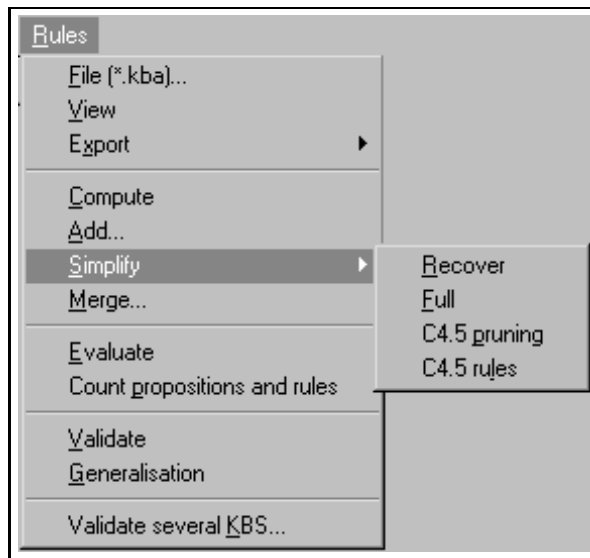 Rules
File (*.kba)...
View
Export
Compute
Add...
Simplify
Merge...
Evaluate
Count propositions and rules
Validate
Generalisation
Validate several KBS...
Recover
Full
C4.5 pruning
C4.5 rules